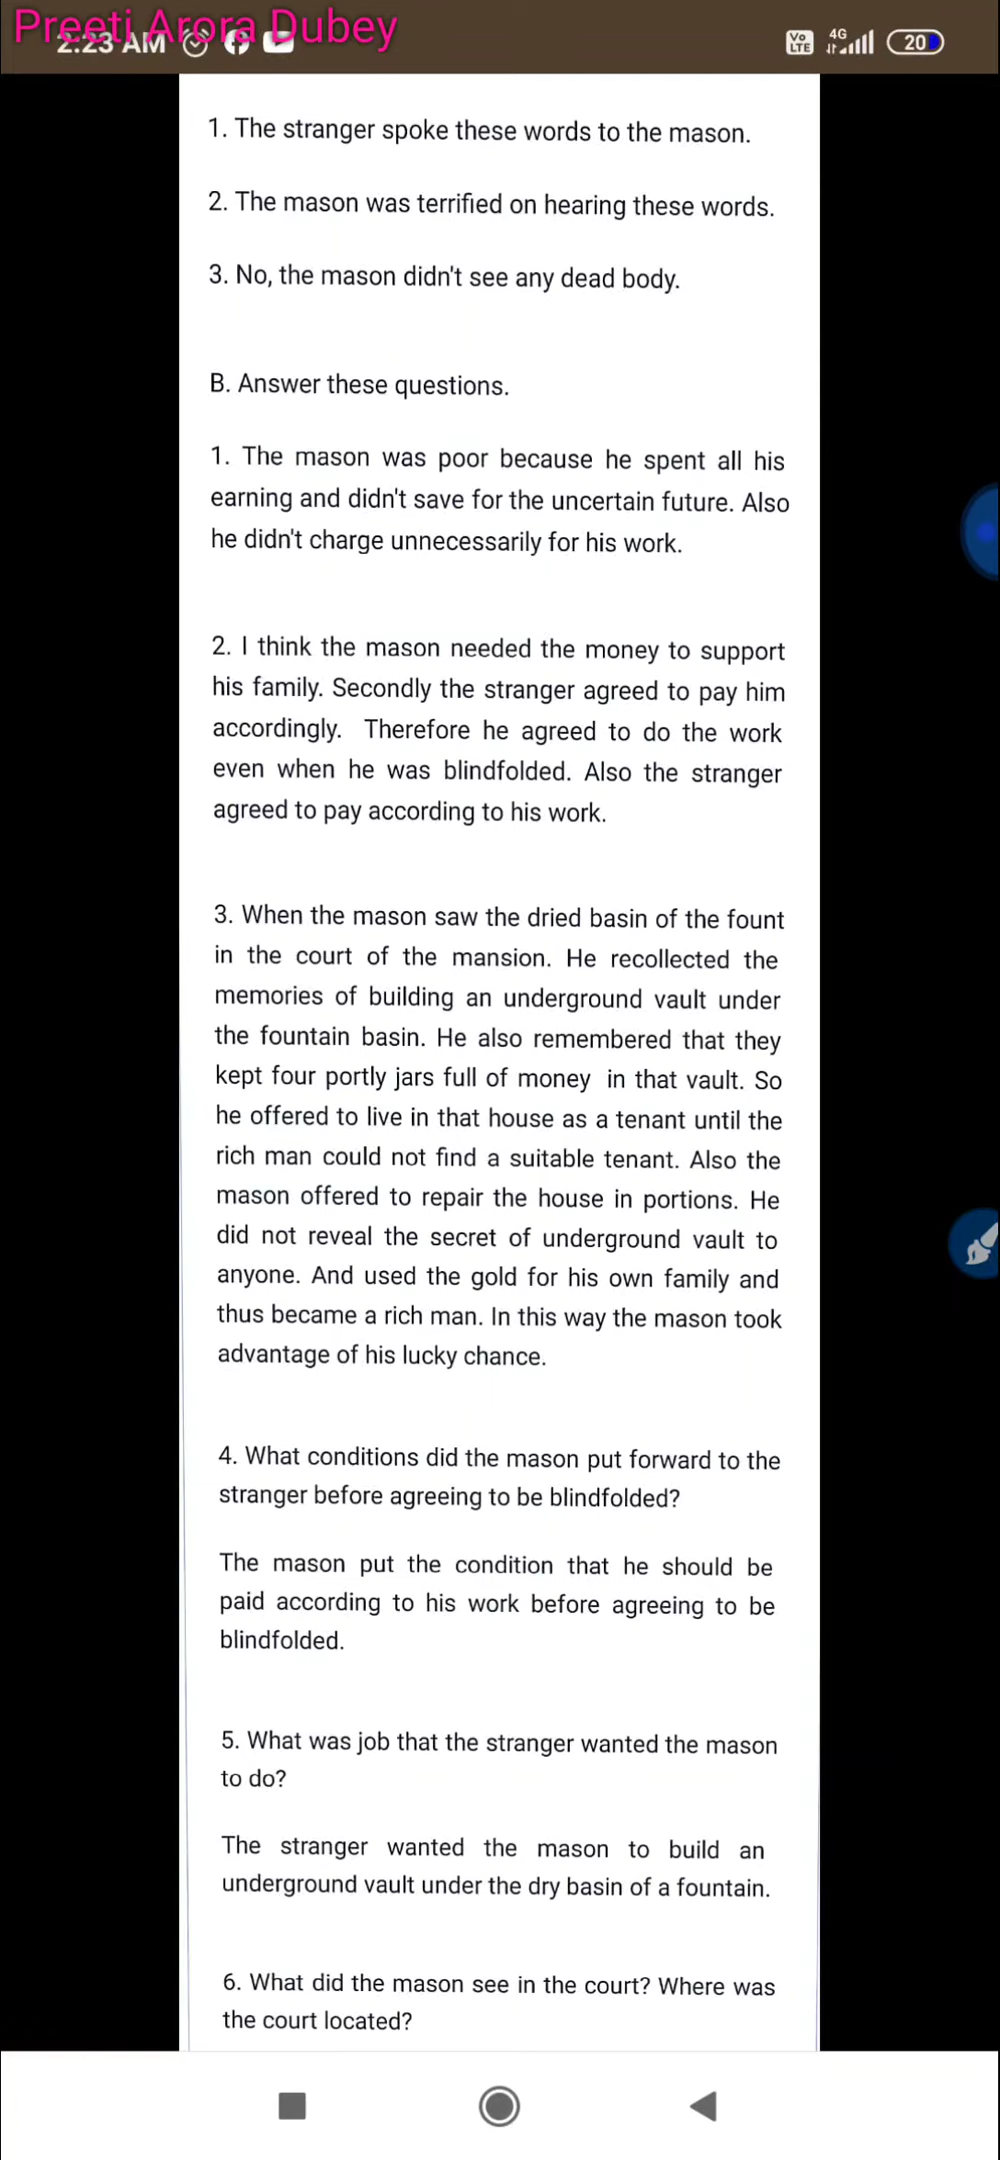 Preeti Arora Dubey
2:23 AM
Vo LTE 4G 20
1. The stranger spoke these words to the mason.
2. The mason was terrified on hearing these words.
3. No, the mason didn't see any dead body.
B. Answer these questions.
1. The mason was poor because he spent all his
earning and didn't save for the uncertain future. Also
he didn't charge unnecessarily for his work.
2. I think the mason needed the money to support
his family. Secondly the stranger agreed to pay him
accordingly. Therefore he agreed to do the work
even when he was blindfolded. Also the stranger
agreed to pay according to his work.
3. When the mason saw the dried basin of the fount
in the court of the mansion. He recollected the
memories of building an underground vault under
the fountain basin. He also remembered that they
kept four portly jars full of money in that vault. So
he offered to live in that house as a tenant until the
rich man could not find a suitable tenant. Also the
mason offered to repair the house in portions. He
did not reveal the secret of underground vault to
anyone. And used the gold for his own family and
thus became a rich man. In this way the mason took
advantage of his lucky chance.
4. What conditions did the mason put forward to the
stranger before agreeing to be blindfolded?
The mason put the condition that he should be
paid according to his work before agreeing to be
blindfolded.
5. What was job that the stranger wanted the mason
to do?
The stranger wanted the mason to build an
underground vault under the dry basin of a fountain.
6. What did the mason see in the court? Where was
the court located?